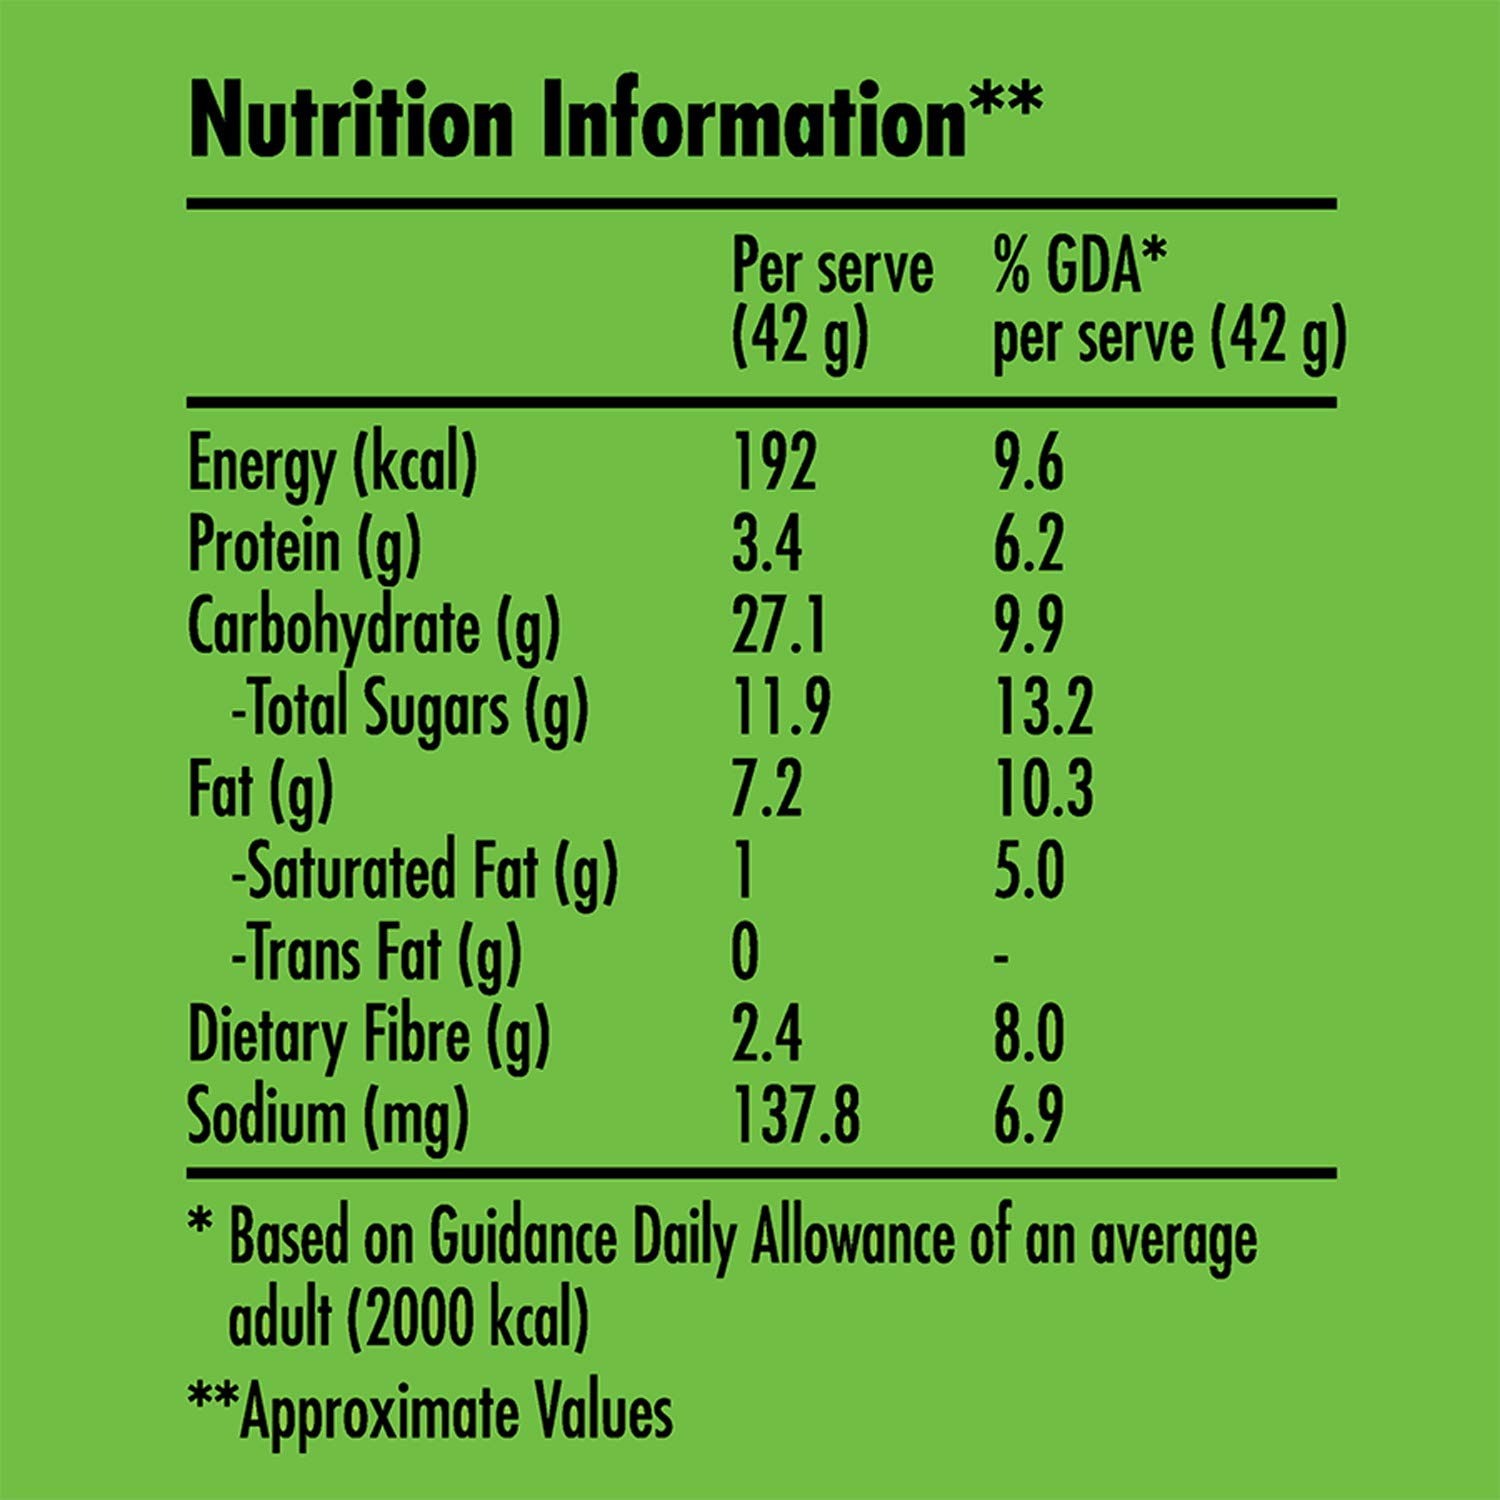 Nutrition Information**
Per serve % GDA*
(42 g) per serve (42 g)
Energy (kcal) 192 9.6
Protein (g) 3.4 6.2
Carbohydrate (g) 27.1 9.9
-Total Sugars (g) 11.9 13.2
Fat (g) 7.2 10.3
-Saturated Fat (g) 1 5.0
-Trans Fat (g) 0 -
Dietary Fibre (g) 2.4 8.0
Sodium (mg) 137.8 6.9
* Based on Guidance Daily Allowance of an average
adult (2000 kcal)
**Approximate Values